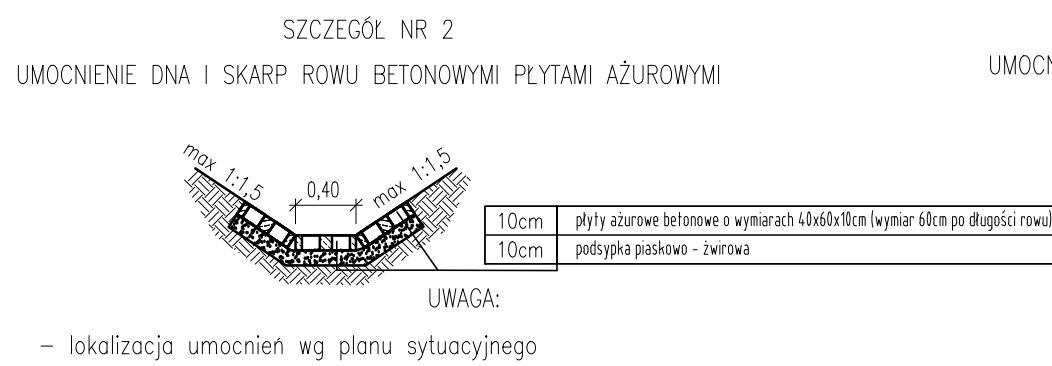 SZCZEGÓŁ NR 2
UMOCNIENIE DNA I SKARP ROWU BETONOWYMI PŁYTAMI AŻUROWYMI
UMOCN
max 1:1,5
0,40
max 1:1,5
10cm płyty ażurowe betonowe o wymiarach 40x60x10cm (wymiar 60cm po długości rowu)
10cm podsypka piaskowo - żwirowa
UWAGA:
- lokalizacja umocnień wg planu sytuacyjnego